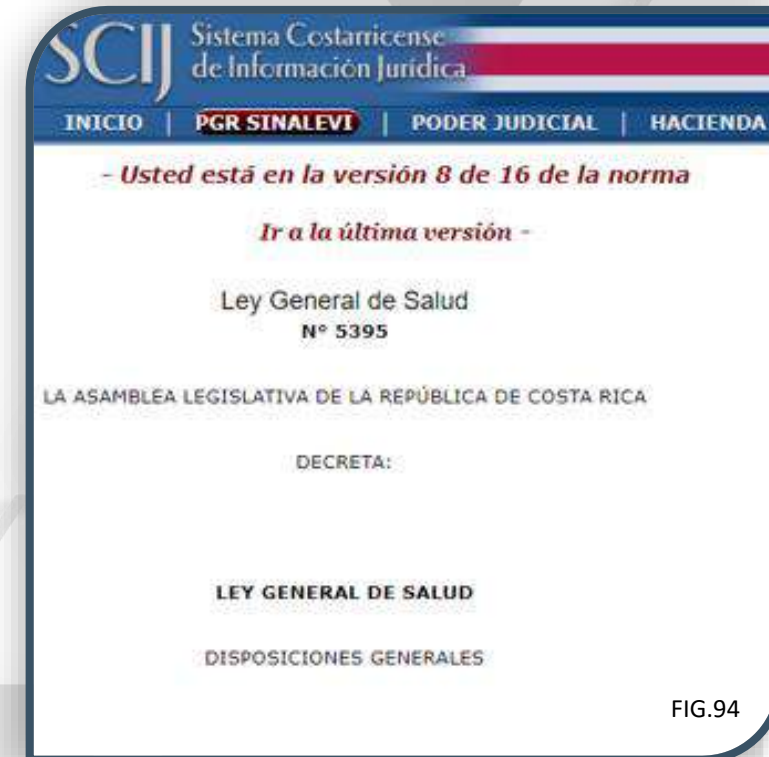 SCIJ Sistema Costarricense
de Información Jurídica
INICIO | PGR SINALEVI | PODER JUDICIAL | HACIENDA
- Usted está en la versión 8 de 16 de la norma
Ir a la última versión -
Ley General de Salud
N° 5395
LA ASAMBLEA LEGISLATIVA DE LA REPÚBLICA DE COSTA RICA
DECRETA:
LEY GENERAL DE SALUD
DISPOSICIONES GENERALES
FIG.94